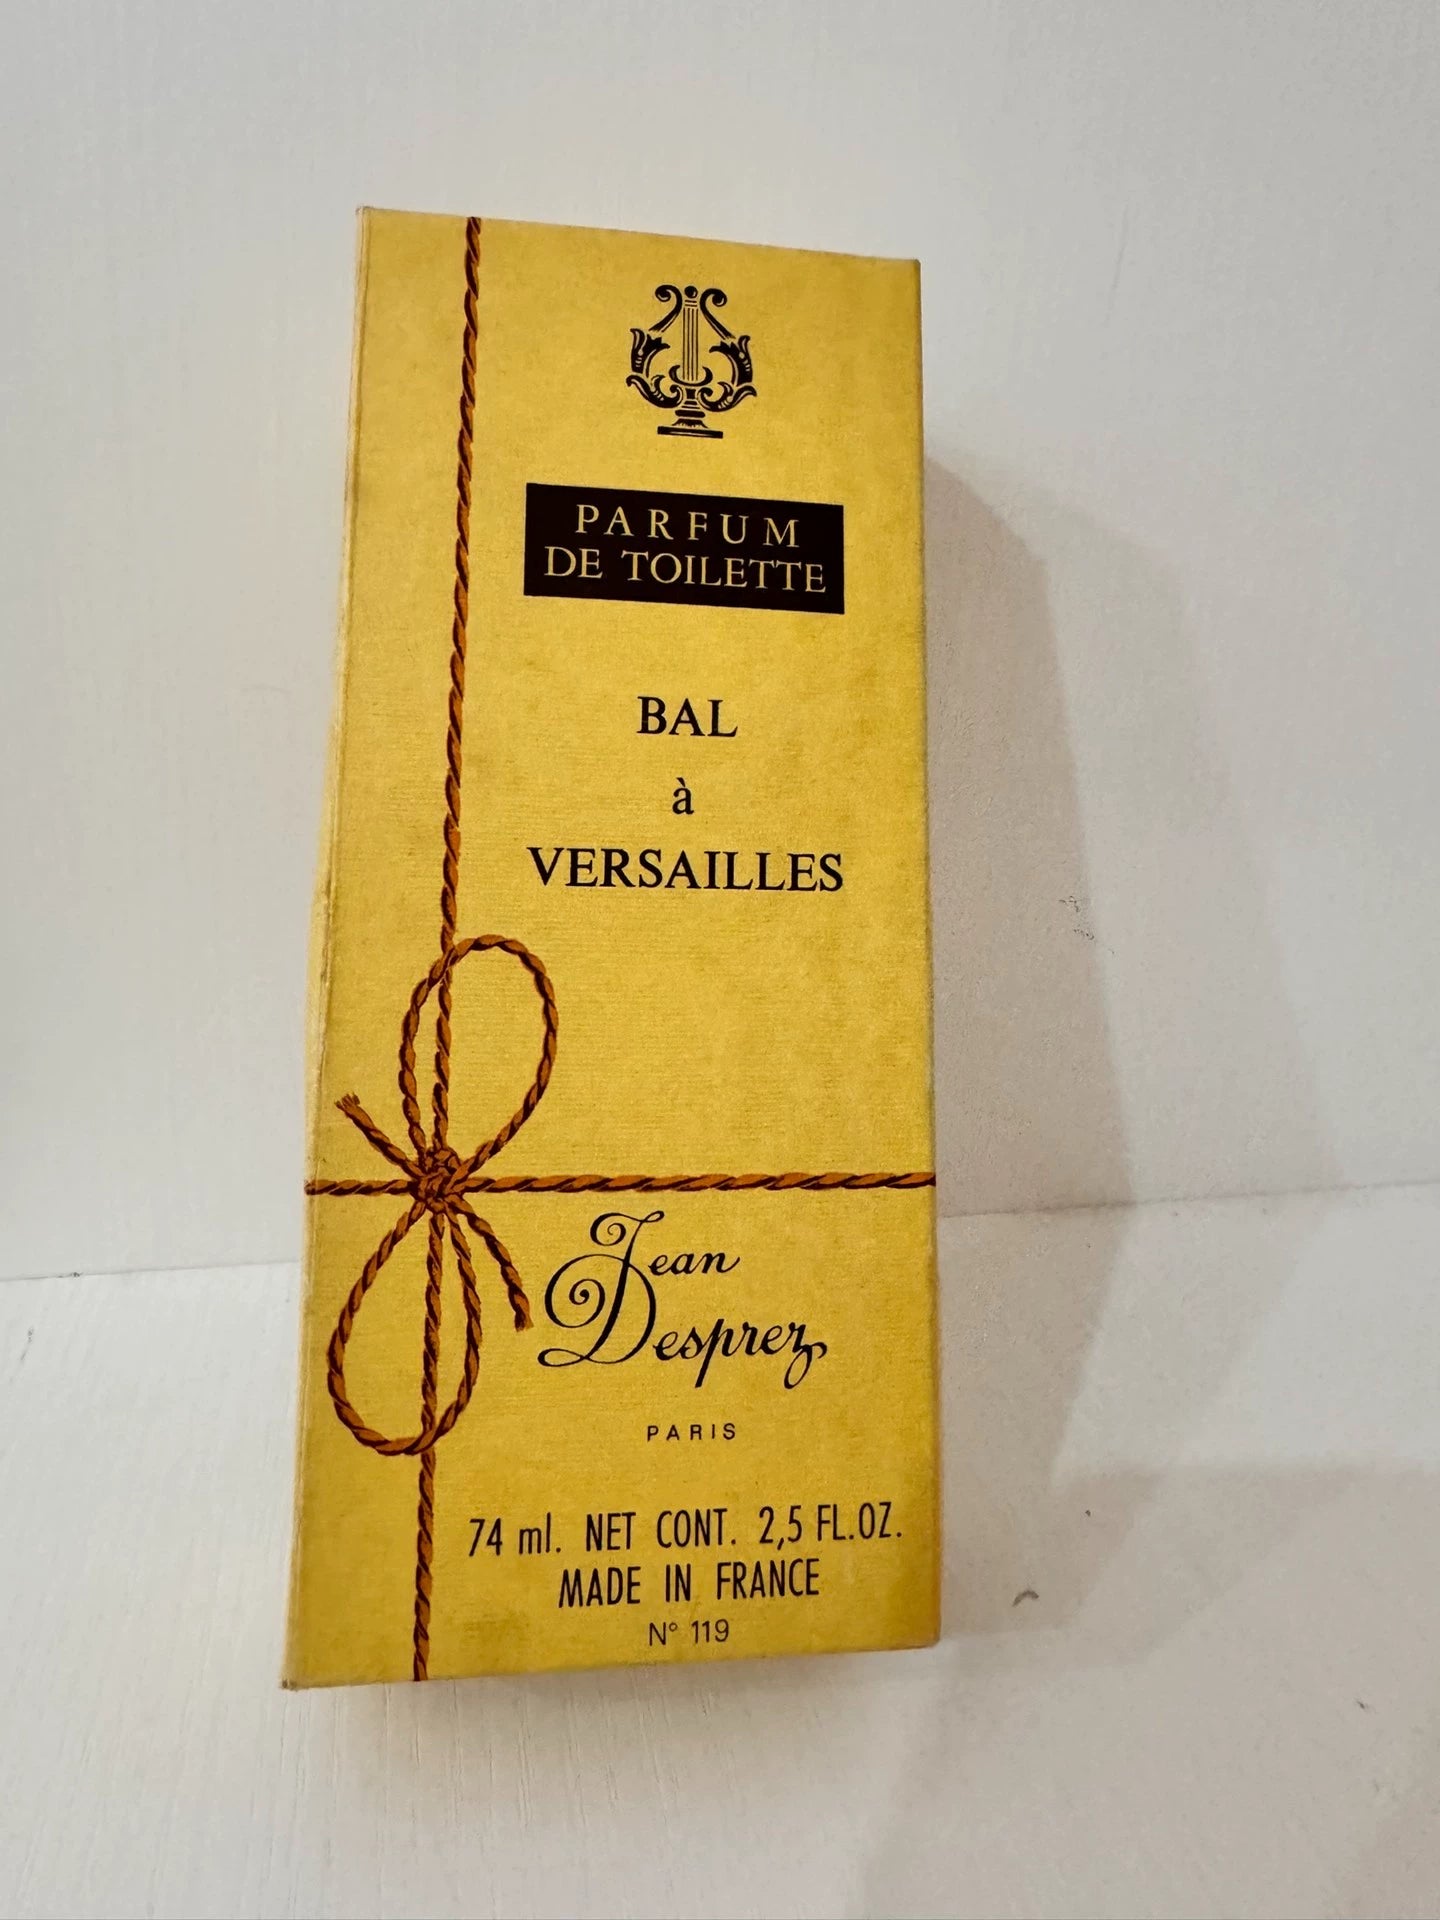 PARFUM
DE TOILETTE
BAL
à
VERSAILLES
Jean
Desprez
PARIS
74 ml. NET CONT. 2,5 FL.OZ.
MADE IN FRANCE
N° 119